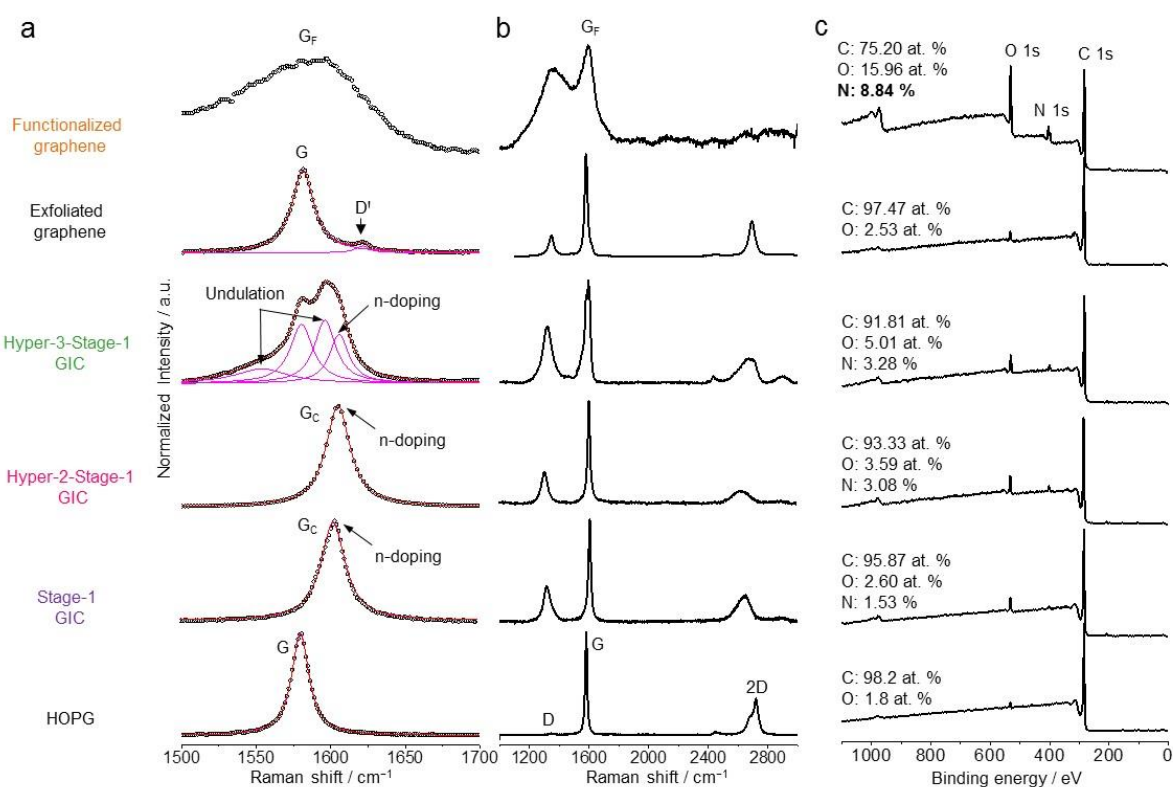 a
b
c
Functionalized
graphene
Exfoliated
graphene
Hyper-3-Stage-1
GIC
Hyper-2-Stage-1
GIC
Stage-1
GIC
HOPG
Normalized Intensity / a.u.
G_F
G
D'
Undulation
n-doping
G_C
n-doping
G_C
n-doping
G
1500 1550 1600 1650 1700
Raman shift / cm⁻¹
G_F
D
G
2D
1200 1600 2000 2400 2800
Raman shift / cm⁻¹
C: 75.20 at. %
O: 15.96 at. %
N: 8.84 %
O 1s
N 1s
C 1s
C: 97.47 at. %
O: 2.53 at. %
C: 91.81 at. %
O: 5.01 at. %
N: 3.28 %
C: 93.33 at. %
O: 3.59 at. %
N: 3.08 %
C: 95.87 at. %
O: 2.60 at. %
N: 1.53 %
C: 98.2 at. %
O: 1.8 at. %
1000 800 600 400 200 0
Binding energy / eV